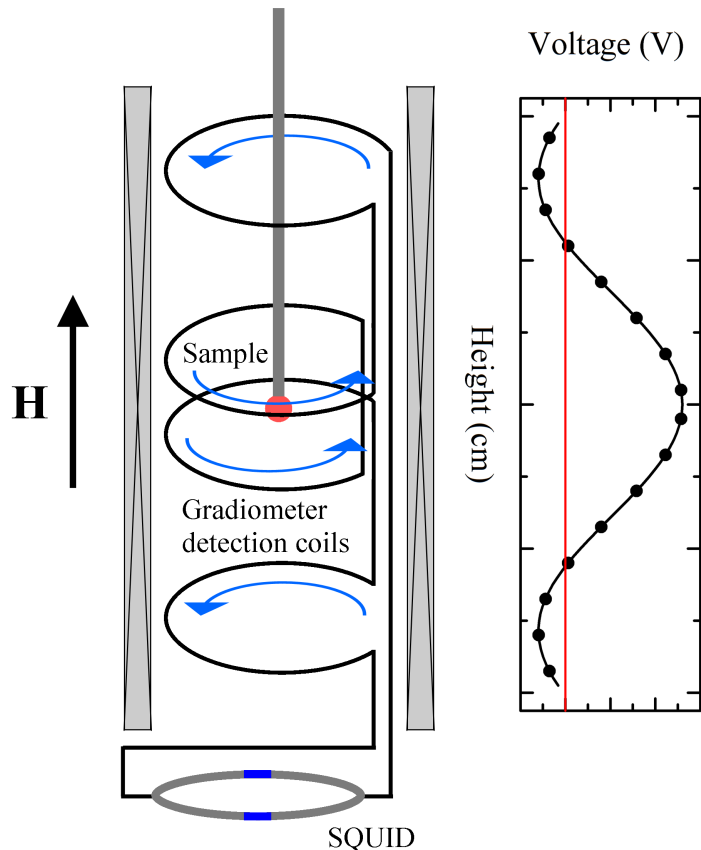 Voltage (V)
Sample
H
Height (cm)
Gradiometer
detection coils
SQUID